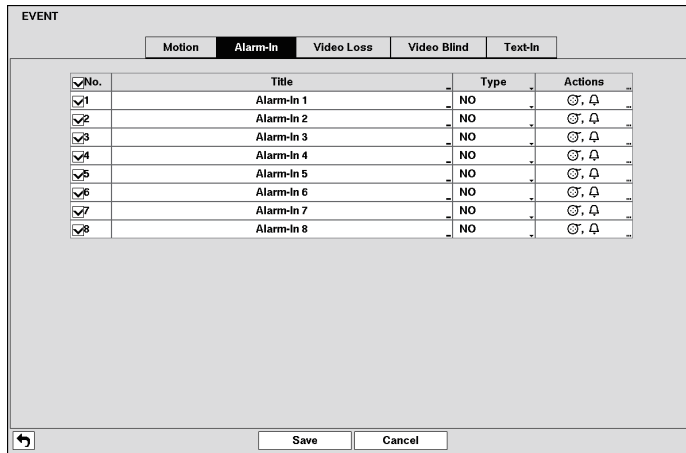 EVENT
Motion Alarm-In Video Loss Video Blind Text-In
No. Title Type Actions
1 Alarm-In 1 NO
2 Alarm-In 2 NO
3 Alarm-In 3 NO
4 Alarm-In 4 NO
5 Alarm-In 5 NO
6 Alarm-In 6 NO
7 Alarm-In 7 NO
8 Alarm-In 8 NO
Save Cancel